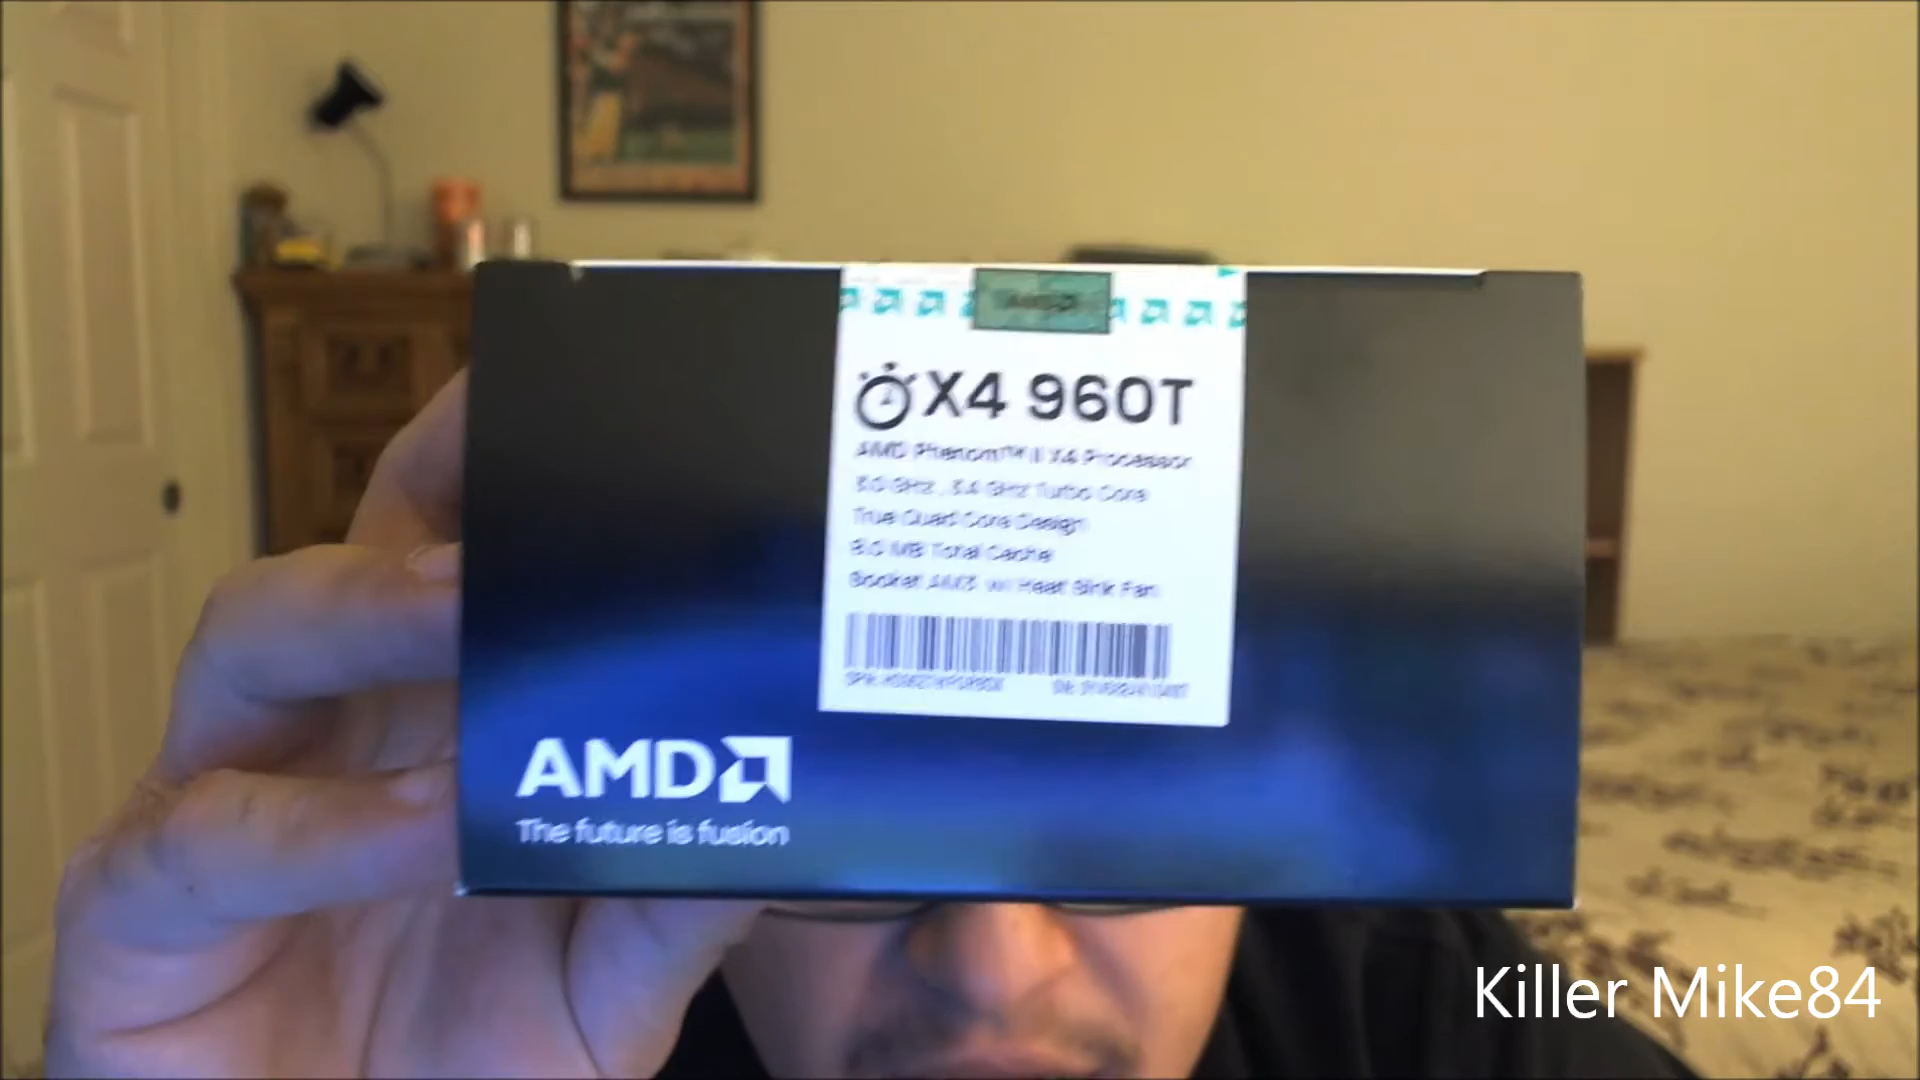 X4 960T
AMD Phenom™ II X4 Processor
3.0 GHz, 3.4 GHz Turbo Core
True Quad Core Design
8.0 MB Total Cache
Socket AM3 w/ Heat Sink Fan
AMD
The future is fusion
Killer Mike84